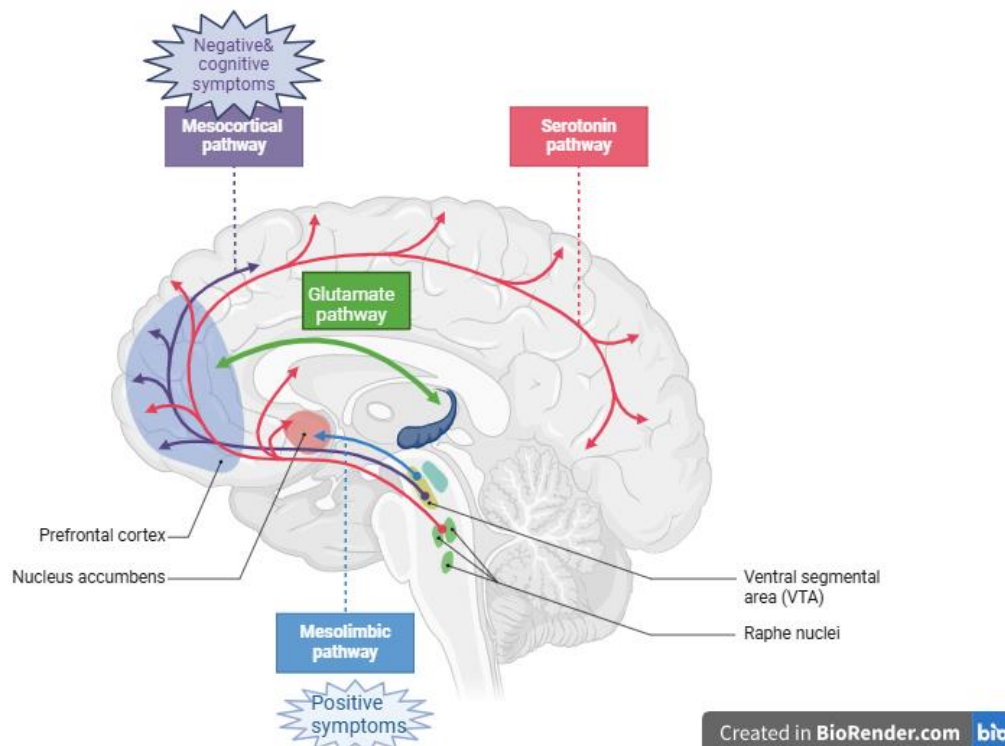 Negative&
cognitive
symptoms
Mesocortical
pathway
Serotonin
pathway
Glutamate
pathway
Prefrontal cortex
Nucleus accumbens
Ventral segmental
area (VTA)
Raphe nuclei
Mesolimbic
pathway
Positive
symptoms
Created in BioRender.com bio